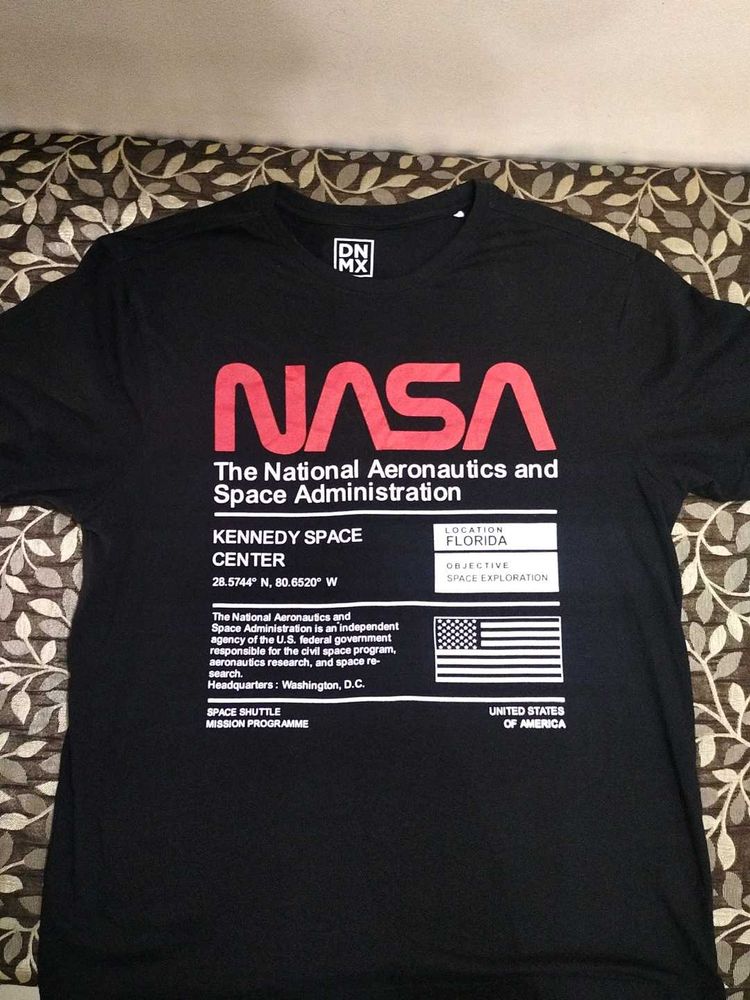 DN
MX
NASA
The National Aeronautics and
Space Administration
KENNEDY SPACE
CENTER
28.5744° N, 80.6520° W
LOCATION
FLORIDA
OBJECTIVE
SPACE EXPLORATION
The National Aeronautics and
Space Administration is an independent
agency of the U.S. federal government
responsible for the civil space program,
aeronautics research, and space re-
search.
Headquarters : Washington, D.C.
SPACE SHUTTLE
MISSION PROGRAMME
UNITED STATES
OF AMERICA